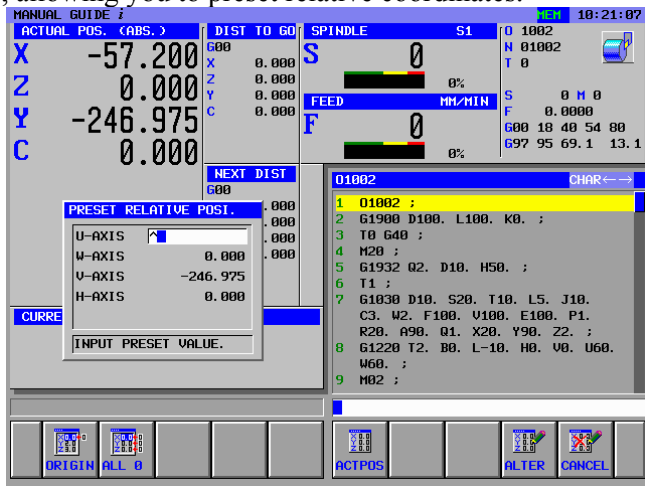 , allowing you to preset relative coordinates.
MANUAL GUIDE i
MEM 10:21:07
ACTUAL POS. (ABS.)
X -57.200
Z 0.000
Y -246.975
C 0.000
DIST TO GO
G00
X 0.000
Z 0.000
Y 0.000
C 0.000
SPINDLE S1
S 0
0%
FEED MM/MIN
F 0
0%
O 1002
N 01002
T 0
S 0 M 0
F 0.0000
G00 18 40 54 80
G97 95 69.1 13.1
NEXT DIST
G00
.000
.000
.000
.000
PRESET RELATIVE POSI.
U-AXIS ^
W-AXIS 0.000
V-AXIS -246.975
H-AXIS 0.000
INPUT PRESET VALUE.
CURRE
O1002 CHAR←→
1 O1002 ;
2 G1900 D100. L100. K0. ;
3 T0 G40 ;
4 M20 ;
5 G1932 Q2. D10. H50. ;
6 T1 ;
7 G1030 D10. S20. T10. L5. J10.
C3. W2. F100. V100. E100. P1.
R20. A90. Q1. X20. Y90. Z2. ;
8 G1220 T2. B0. L-10. H0. V0. U60.
W60. ;
9 M02 ;
ORIGIN
ALL 0
ACTPOS
ALTER
CANCEL